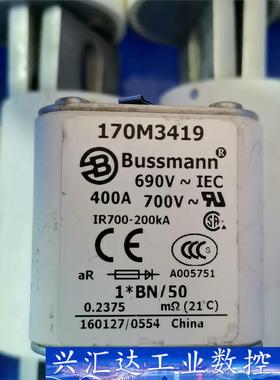 170M3419
Bussmann®
690V ~ IEC
400A 700V ~
IR700-200kA
CE
CCC
aR A005751
1*BN/50
0.2375 mΩ (21°C)
160127/0554 China
兴汇达工业数控